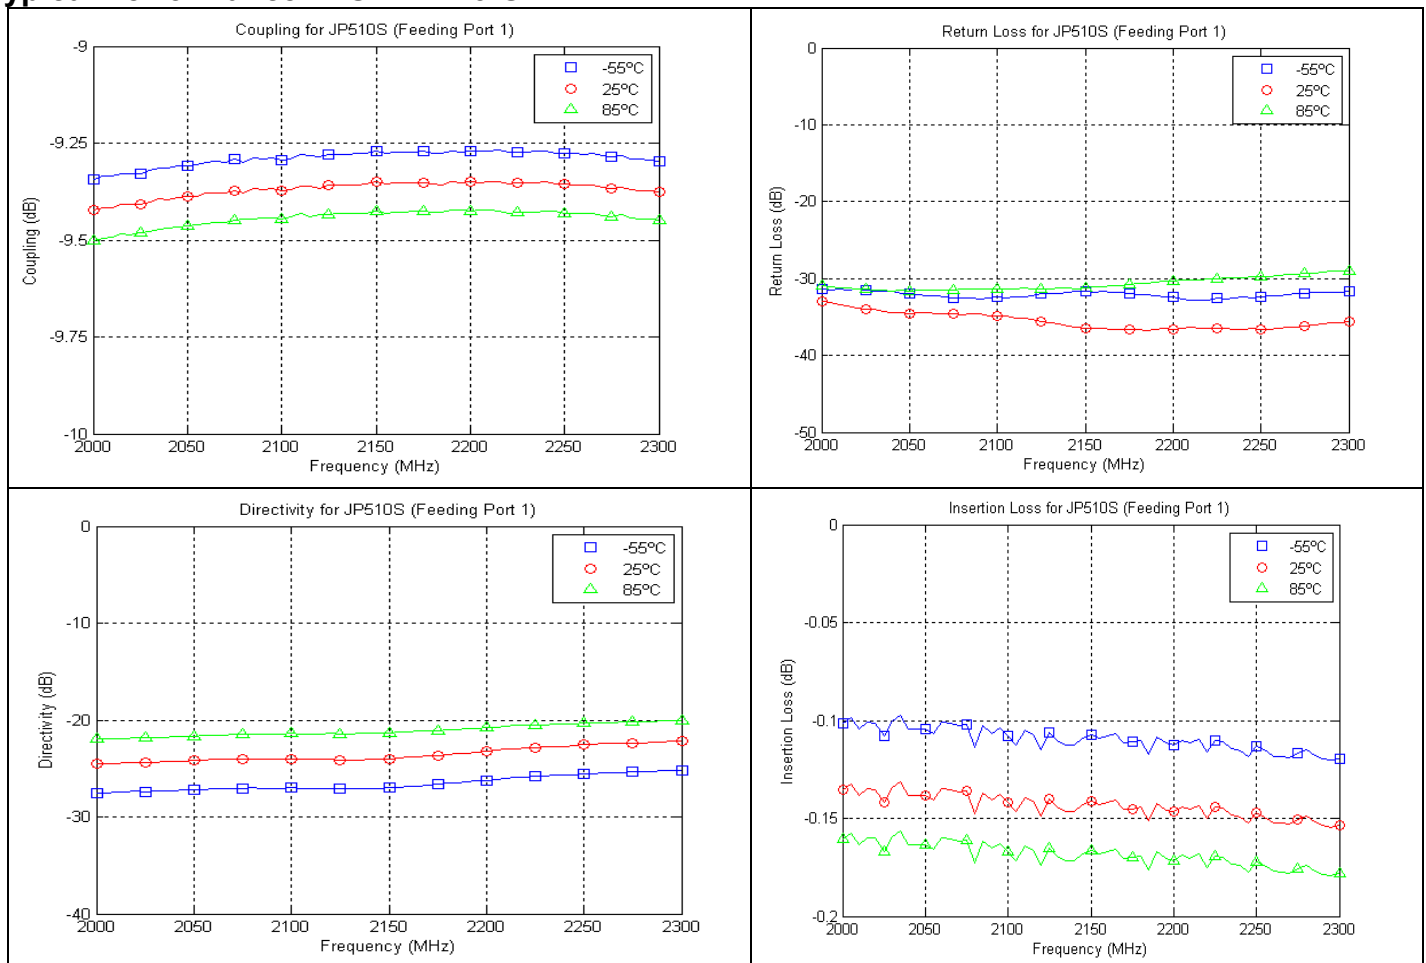 Coupling for JP510S (Feeding Port 1)
-9
-9.25
-9.5
-9.75
-10
Coupling (dB)
-55ºC
25ºC
85ºC
2000 2050 2100 2150 2200 2250 2300
Frequency (MHz)
Return Loss for JP510S (Feeding Port 1)
0
-10
-20
-30
-40
-50
Return Loss (dB)
-55ºC
25ºC
85ºC
2000 2050 2100 2150 2200 2250 2300
Frequency (MHz)
Directivity for JP510S (Feeding Port 1)
0
-10
-20
-30
-40
Directivity (dB)
-55ºC
25ºC
85ºC
2000 2050 2100 2150 2200 2250 2300
Frequency (MHz)
Insertion Loss for JP510S (Feeding Port 1)
0
-0.05
-0.1
-0.15
-0.2
Insertion Loss (dB)
-55ºC
25ºC
85ºC
2000 2050 2100 2150 2200 2250 2300
Frequency (MHz)